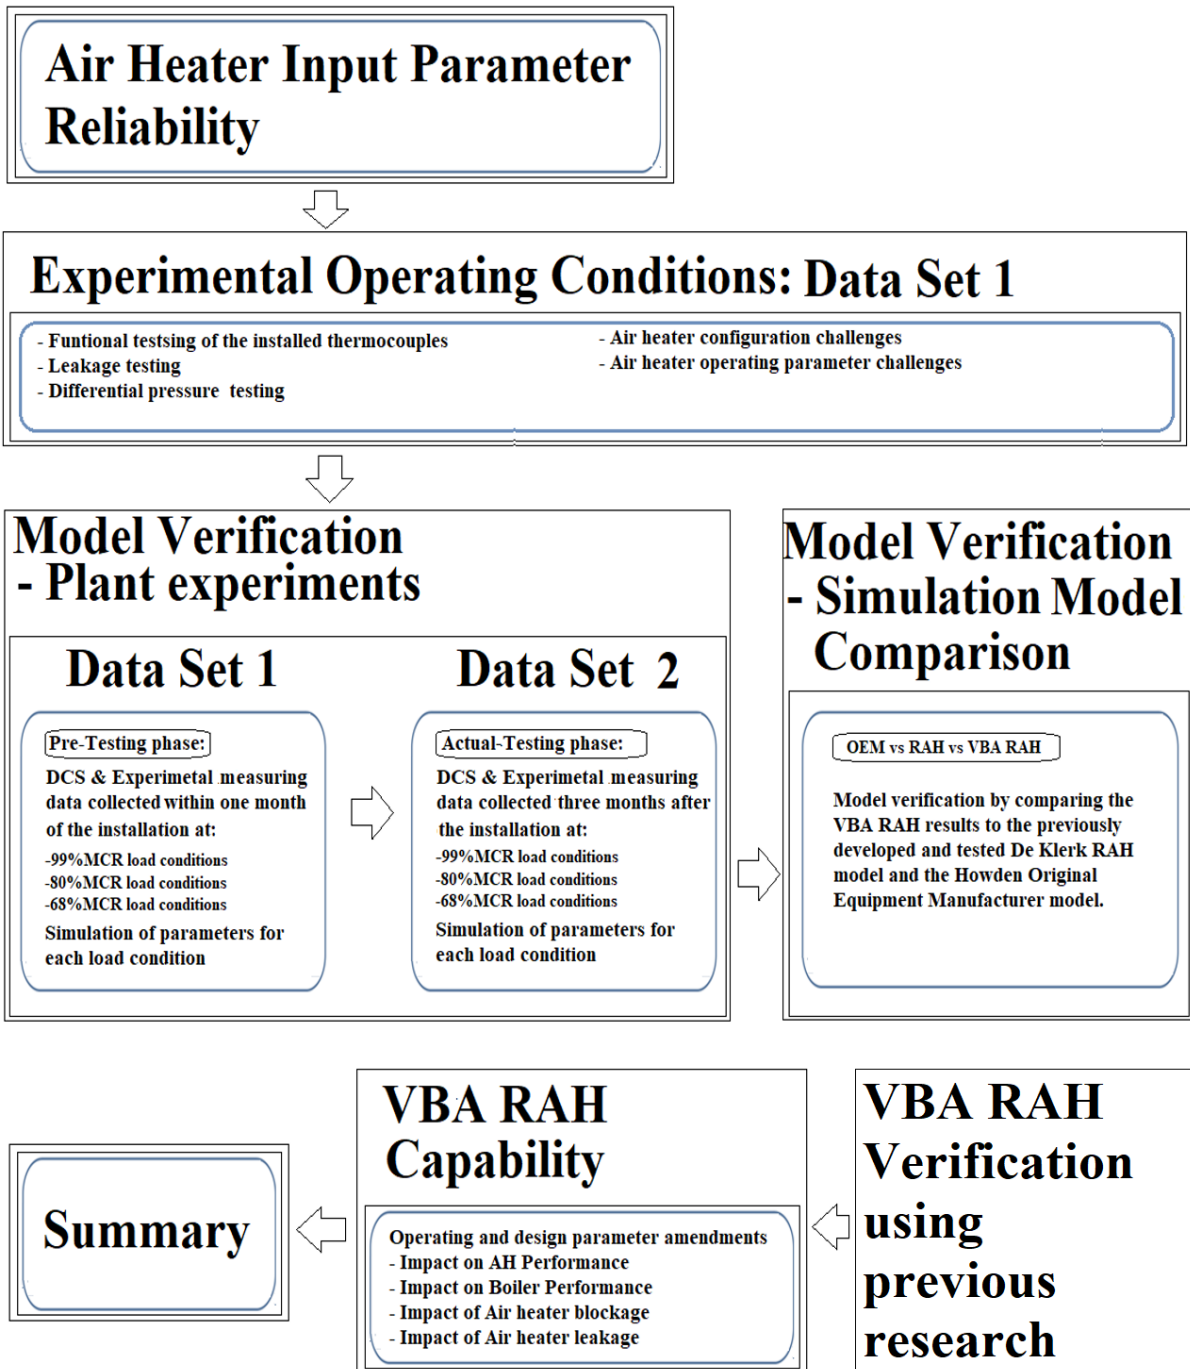 Air Heater Input Parameter
Reliability
Experimental Operating Conditions: Data Set 1
- Funtional testsing of the installed thermocouples
- Leakage testing
- Differential pressure testing
- Air heater configuration challenges
- Air heater operating parameter challenges
Model Verification
- Plant experiments
Data Set 1
Pre-Testing phase:
DCS & Experimetal measuring
data collected within one month
of the installation at:
-99%MCR load conditions
-80%MCR load conditions
-68%MCR load conditions
Simulation of parameters for
each load condition
Data Set 2
Actual-Testing phase:
DCS & Experimetal measuring
data collected three months after
the installation at:
-99%MCR load conditions
-80%MCR load conditions
-68%MCR load conditions
Simulation of parameters for
each load condition
Model Verification
- Simulation Model
Comparison
OEM vs RAH vs VBA RAH
Model verification by comparing the
VBA RAH results to the previously
developed and tested De Klerk RAH
model and the Howden Original
Equipment Manufacturer model.
VBA RAH
Verification
using
previous
research
VBA RAH
Capability
Operating and design parameter amendments
- Impact on AH Performance
- Impact on Boiler Performance
- Impact of Air heater blockage
- Impact of Air heater leakage
Summary